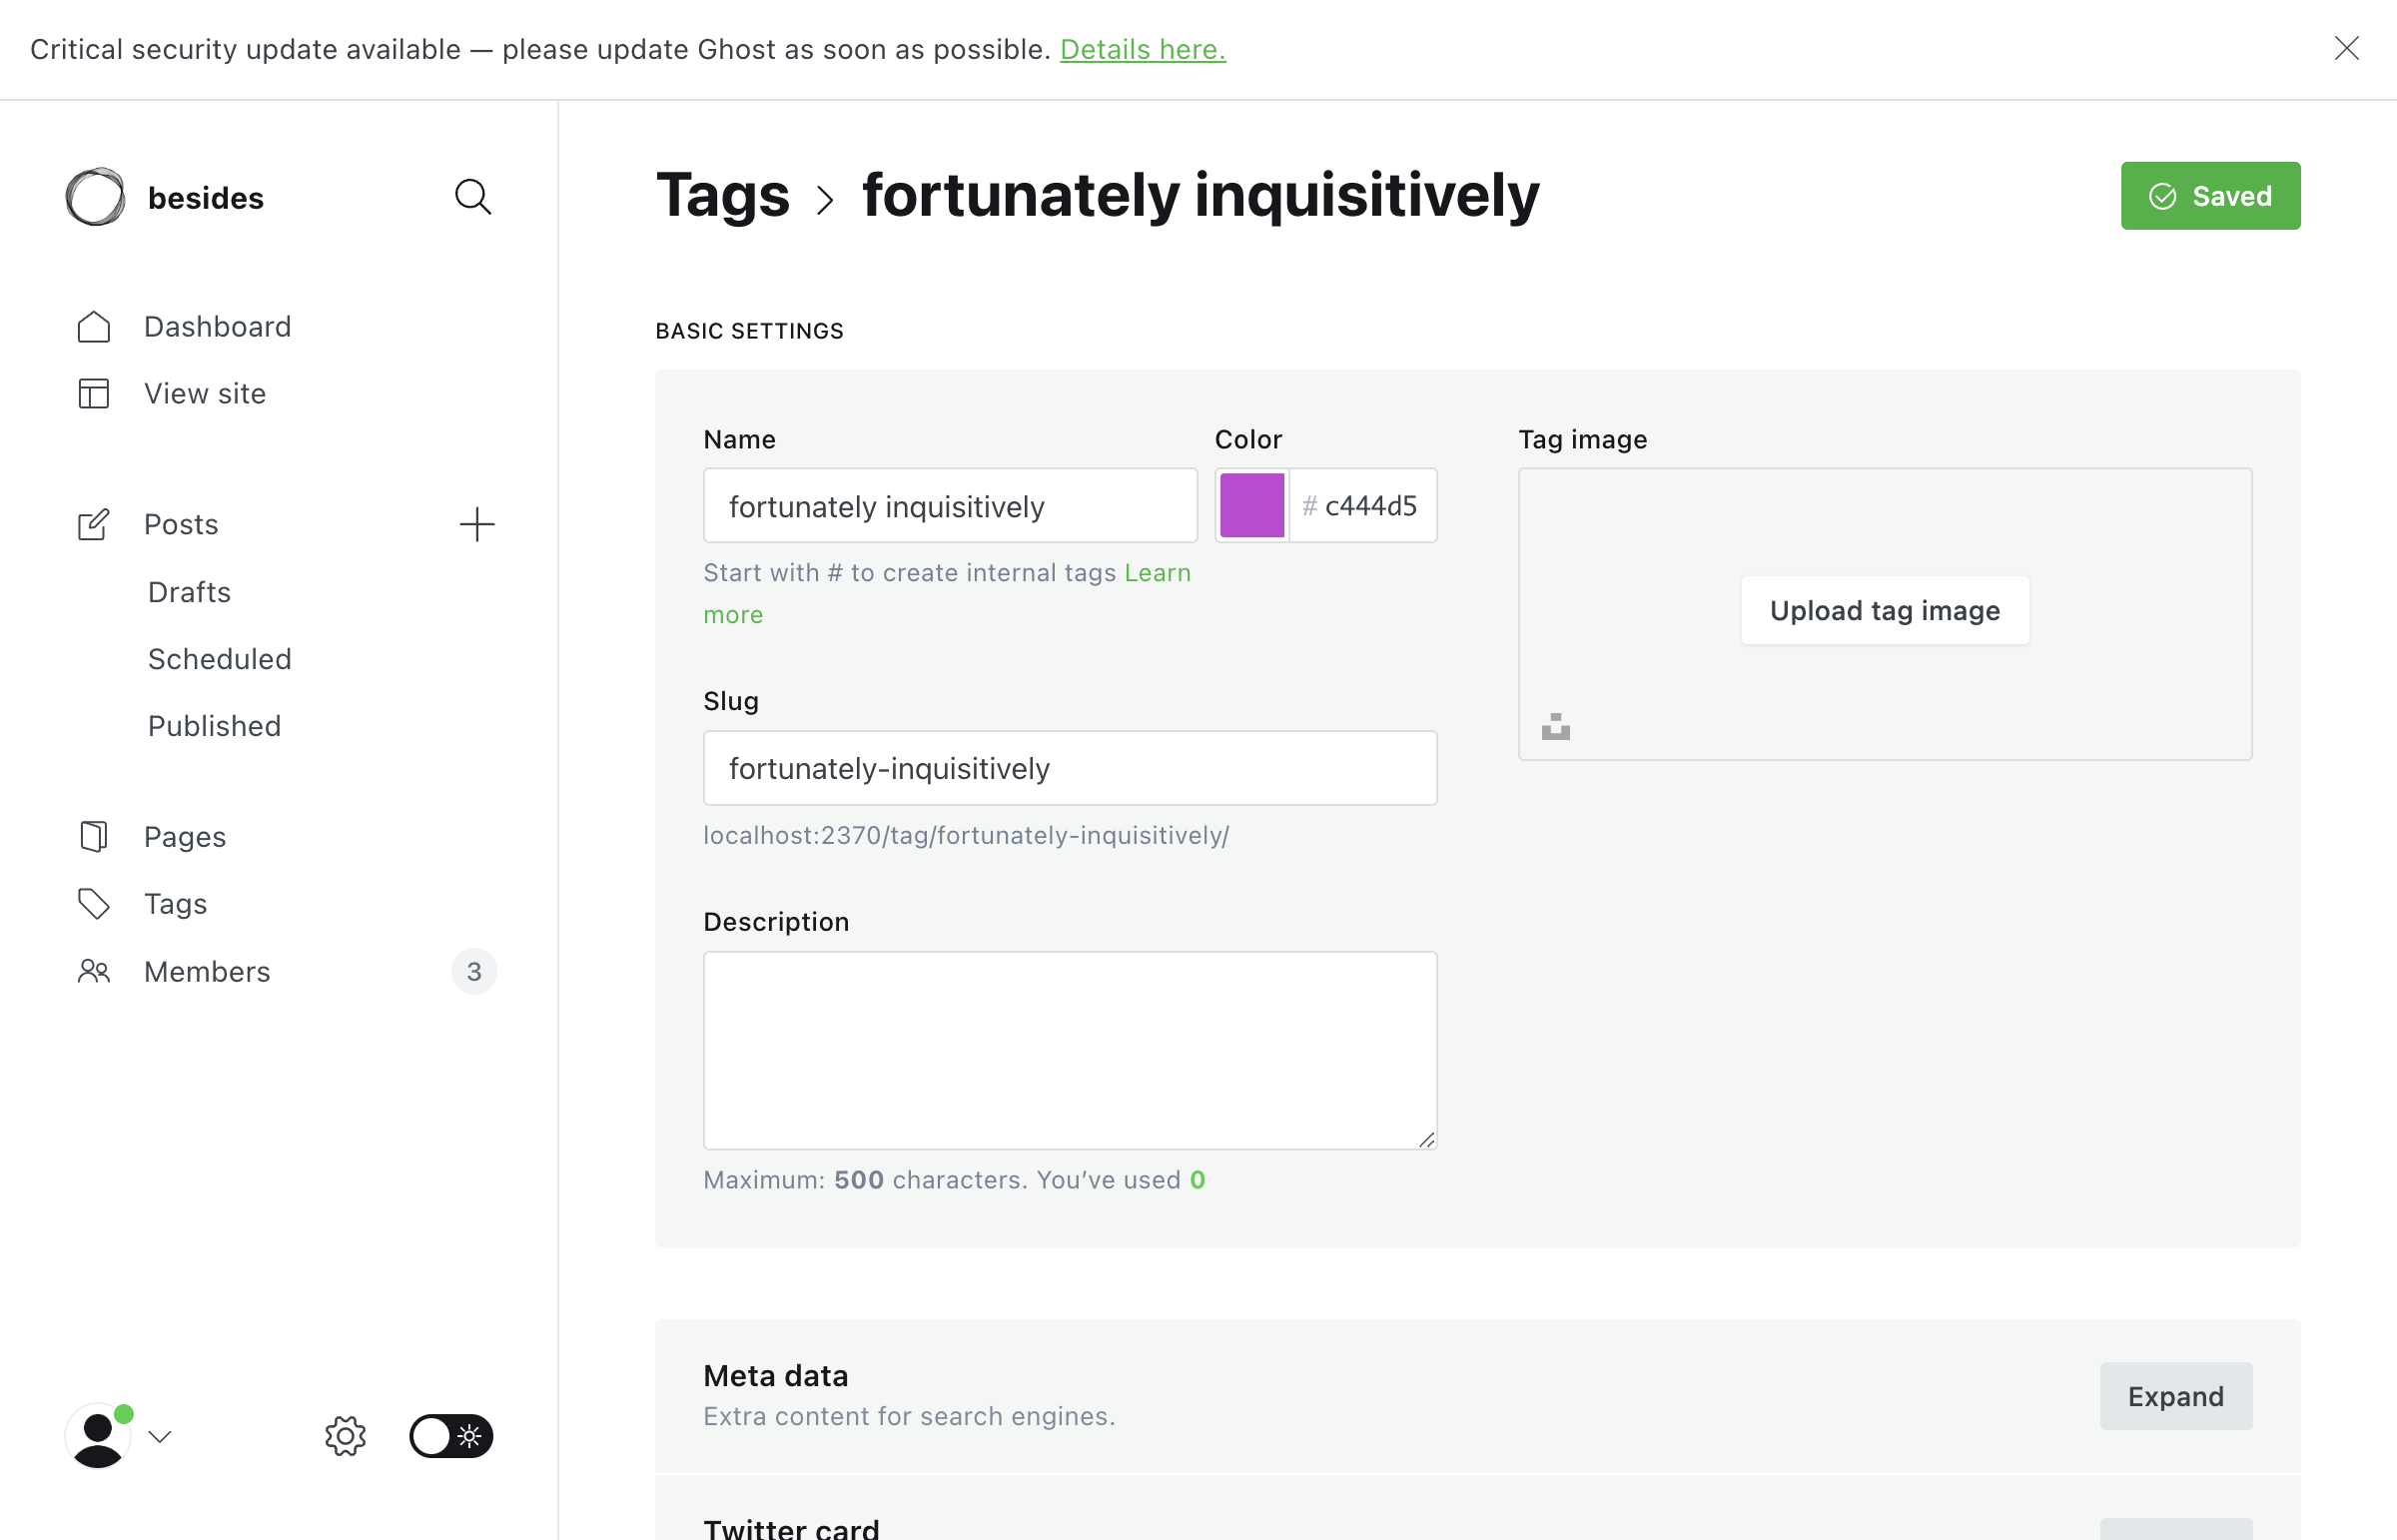 Critical security update available — please update Ghost as soon as possible. Details here.
besides
Dashboard
View site
Posts
Drafts
Scheduled
Published
Pages
Tags
Members 3
Tags > fortunately inquisitively
Saved
BASIC SETTINGS
Name
fortunately inquisitively
Color
# c444d5
Start with # to create internal tags Learn
more
Slug
fortunately-inquisitively
localhost:2370/tag/fortunately-inquisitively/
Description
Maximum: 500 characters. You’ve used 0
Tag image
Upload tag image
Meta data
Extra content for search engines.
Expand
Twitter card